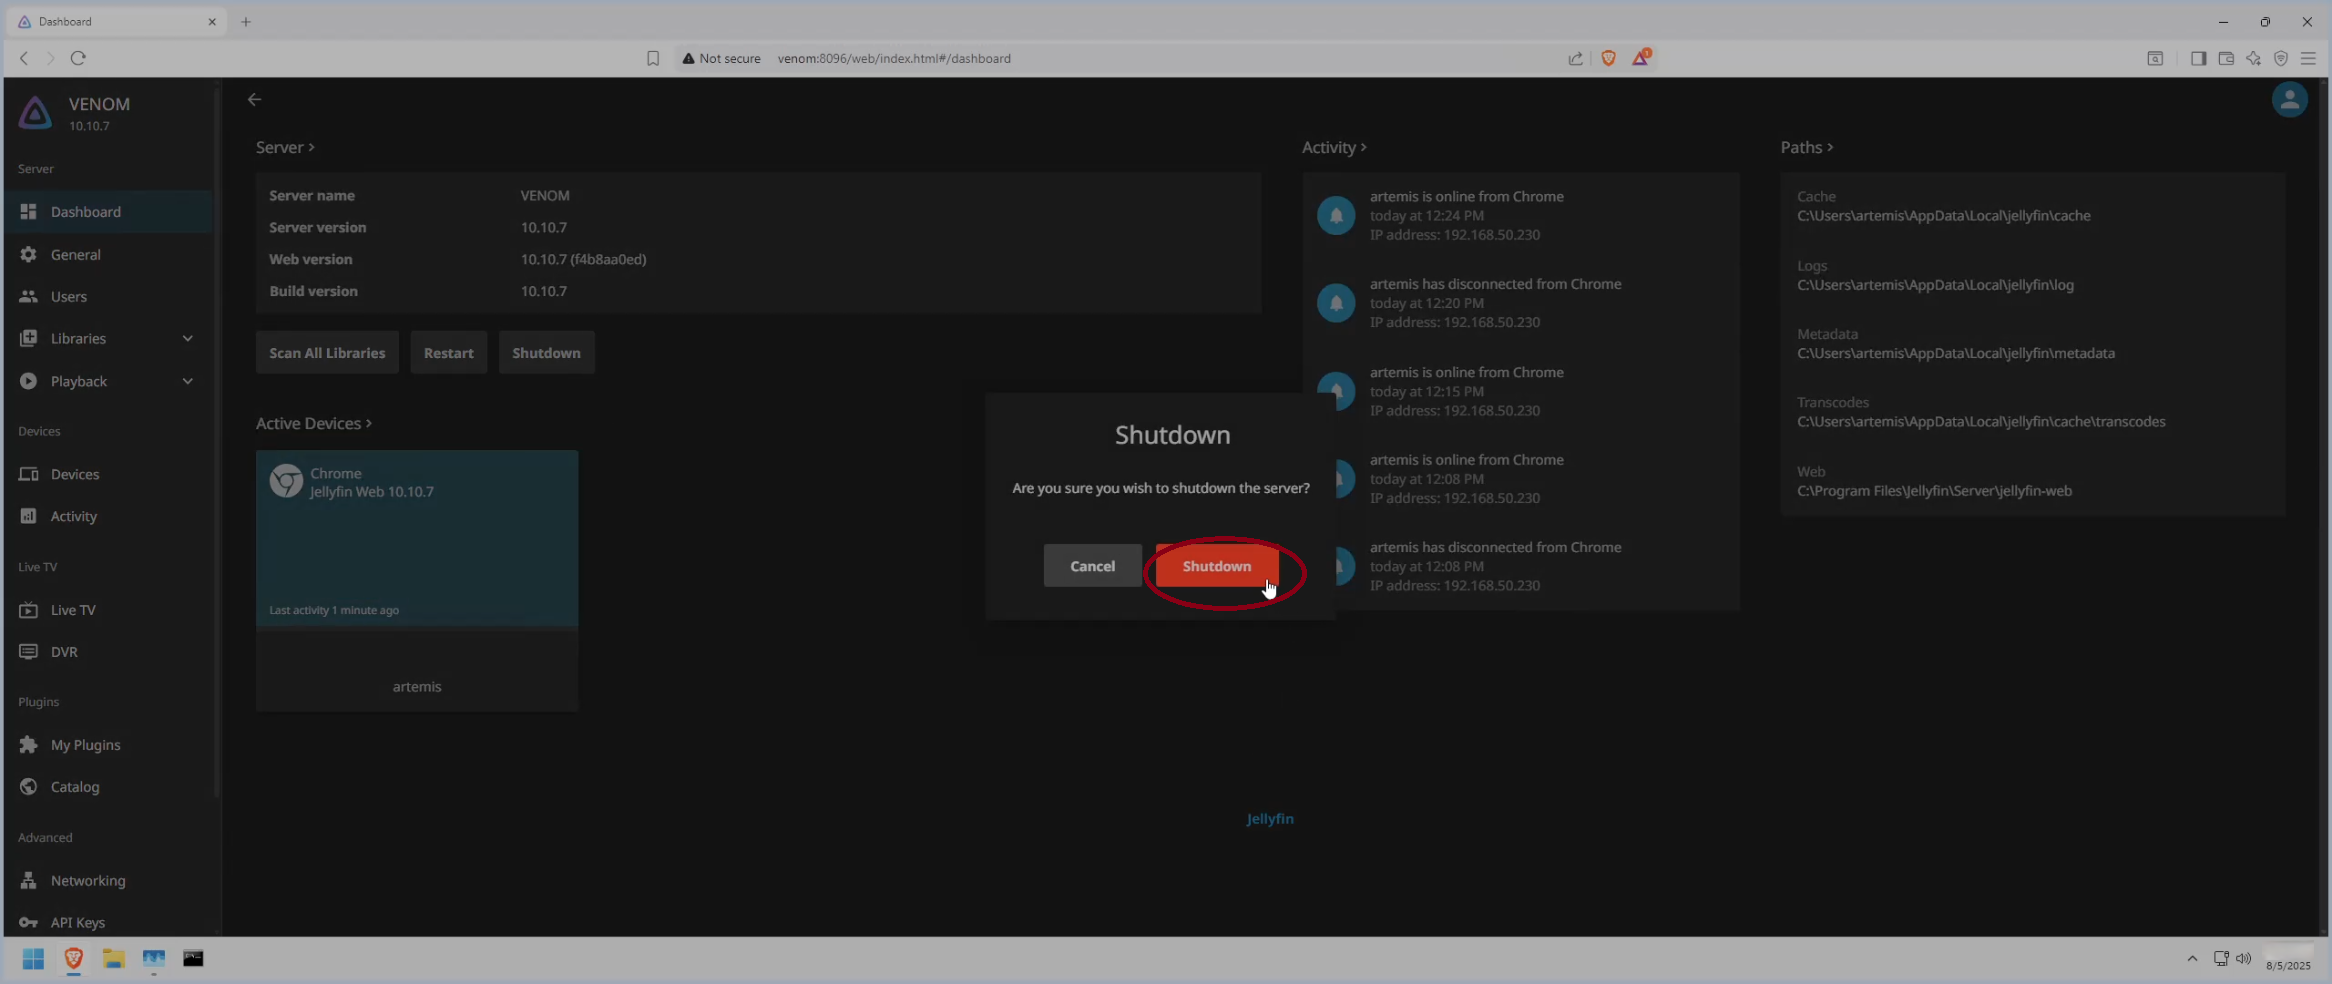 Dashboard
Not secure venom:8096/web/index.html#/dashboard
1
VENOM
10.10.7
Server
Dashboard
General
Users
Libraries
Playback
Devices
Devices
Activity
Live TV
Live TV
DVR
Plugins
My Plugins
Catalog
Advanced
Networking
API Keys
Server
Server name VENOM
Server version 10.10.7
Web version 10.10.7 (f4b8aa0ed)
Build version 10.10.7
Scan All Libraries Restart Shutdown
Active Devices
Chrome
Jellyfin Web 10.10.7
Last activity 1 minute ago
artemis
Shutdown
Are you sure you wish to shutdown the server?
Cancel Shutdown
Activity
artemis is online from Chrome
today at 12:24 PM
IP address: 192.168.50.230
artemis has disconnected from Chrome
today at 12:20 PM
IP address: 192.168.50.230
artemis is online from Chrome
today at 12:15 PM
IP address: 192.168.50.230
artemis is online from Chrome
today at 12:08 PM
IP address: 192.168.50.230
artemis has disconnected from Chrome
today at 12:08 PM
IP address: 192.168.50.230
Paths
Cache
C:\Users\artemis\AppData\Local\jellyfin\cache
Logs
C:\Users\artemis\AppData\Local\jellyfin\log
Metadata
C:\Users\artemis\AppData\Local\jellyfin\metadata
Transcodes
C:\Users\artemis\AppData\Local\jellyfin\cache\transcodes
Web
C:\Program Files\Jellyfin\Server\jellyfin-web
Jellyfin
8/5/2025